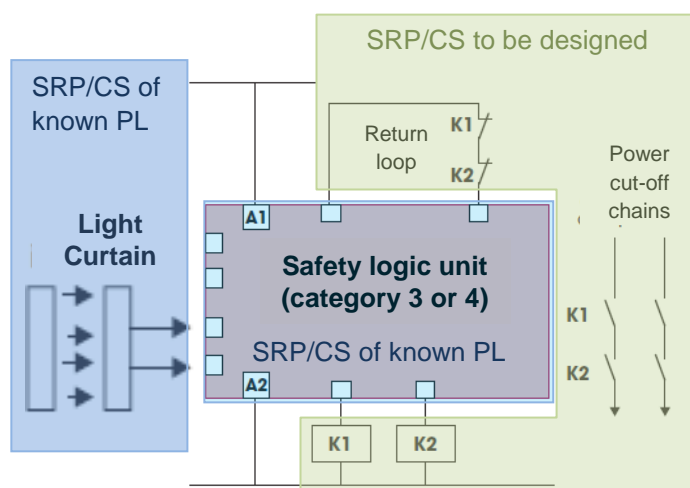 SRP/CS to be designed
SRP/CS of
known PL
Return
loop
K1
K2
Power
cut-off
chains
Light
Curtain
A1
Safety logic unit
(category 3 or 4)
SRP/CS of known PL
A2
K1
K2
K1
K2